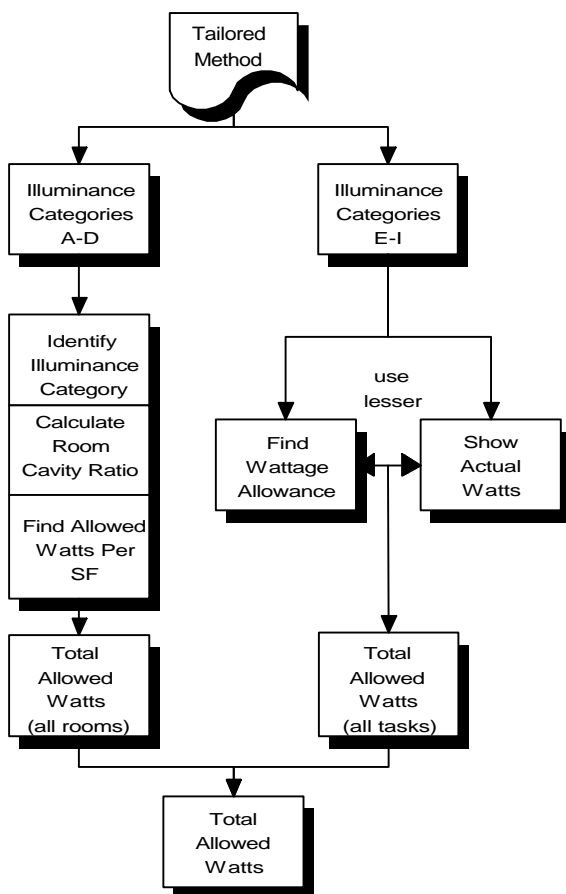 Tailored
Method
Illuminance
Categories
A-D
Illuminance
Categories
E-I
Identify
Illuminance
Category
Calculate
Room
Cavity Ratio
Find Allowed
Watts Per
SF
use
lesser
Find
Wattage
Allowance
Show
Actual
Watts
Total
Allowed
Watts
(all rooms)
Total
Allowed
Watts
(all tasks)
Total
Allowed
Watts